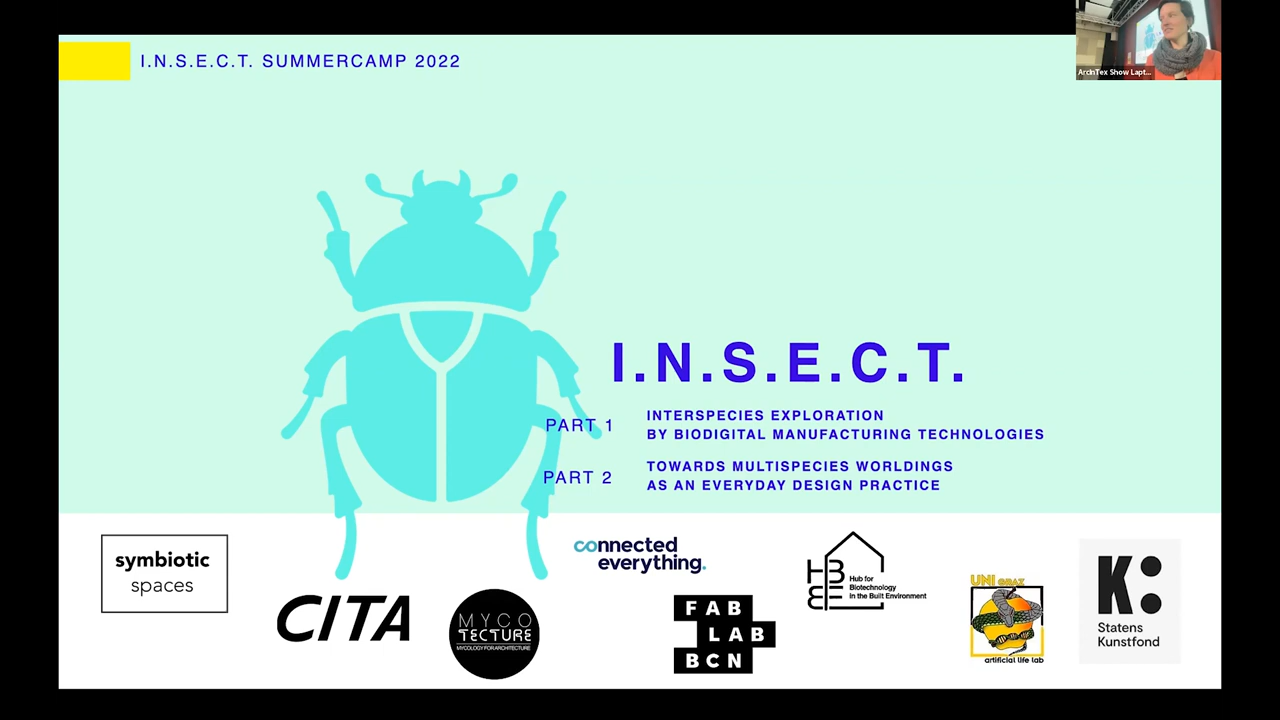 I.N.S.E.C.T. SUMMERCAMP 2022
ArcInTex Show Lapt...
I.N.S.E.C.T.
PART 1
INTERSPECIES EXPLORATION
BY BIODIGITAL MANUFACTURING TECHNOLOGIES
PART 2
TOWARDS MULTISPECIES WORLDINGS
AS AN EVERYDAY DESIGN PRACTICE
symbiotic
spaces
CITA
MYCO
TECTURE
MYCOLOGY FOR ARCHITECTURE
connected
everything.
FAB
LAB
BCN
HBBE
Hub for
Biotechnology
in the Built Environment
UNI GRAZ
artificial life lab
K:
Statens
Kunstfond